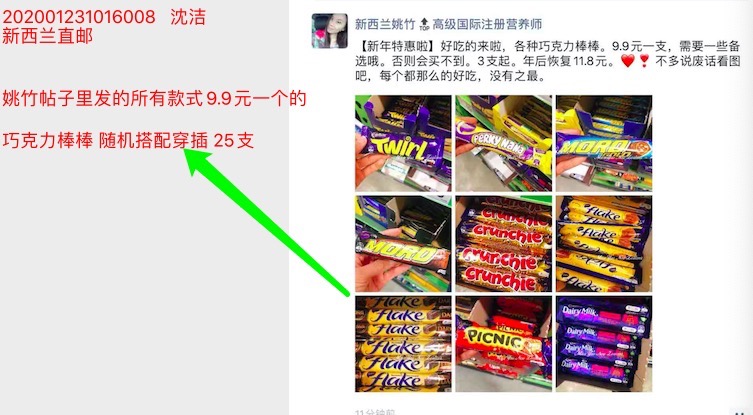 202001231016008 沈洁
新西兰直邮
姚竹帖子里发的所有款式9.9元一个的
巧克力棒棒 随机搭配穿插 25支
新西兰姚竹 高级国际注册营养师
【新年特惠啦】好吃的来啦，各种巧克力棒棒。9.9元一支，需要一些备
选哦。否则会买不到。3支起。年后恢复11.8元。❤️❣️不多说废话看图
吧，每个都那么的好吃，没有之最。
Twirl
PERKY NANA
MORO
MORO
Crunchie
Crunchie
Crunchie
Crunchie
Flake
Flake
Flake
Flake
Flake
Flake
Flake
Flake
PICNIC
Dairy Milk
Dairy Milk
Dairy Milk
Dairy Milk
11分钟前